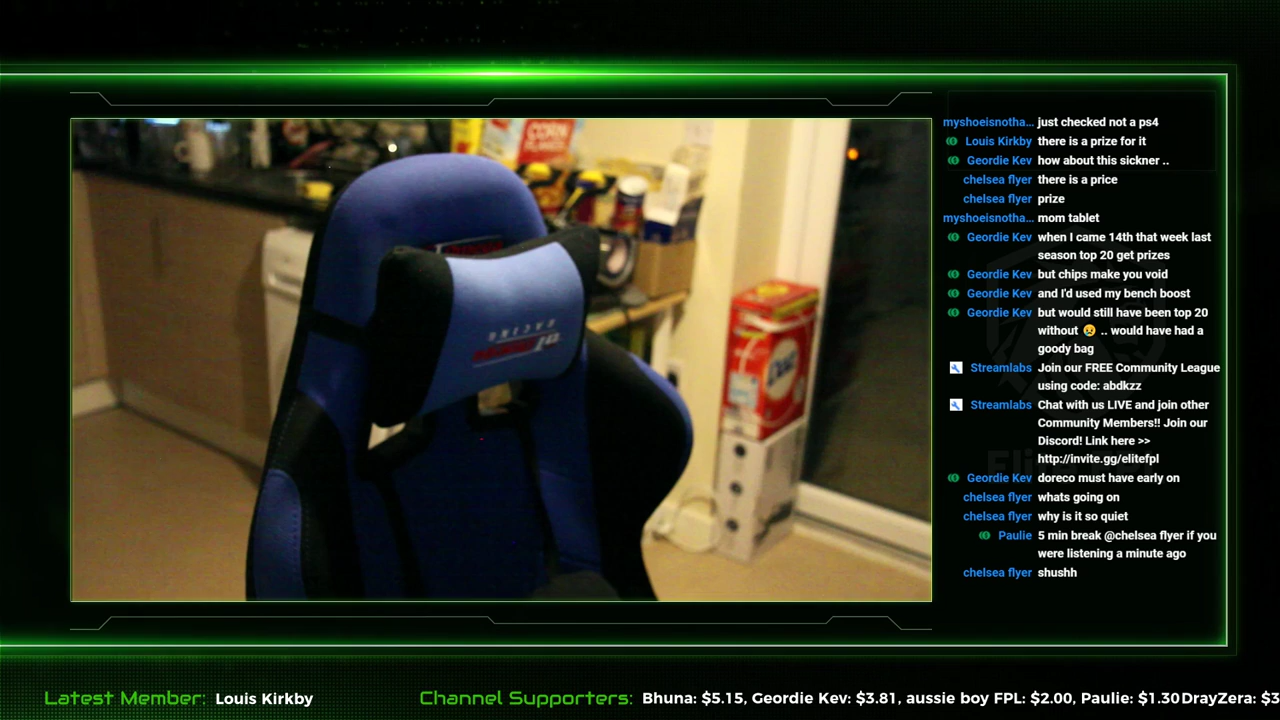 CORN
RACING
Daz
myshoeisnotha… just checked not a ps4
Louis Kirkby there is a prize for it
Geordie Kev how about this sickner ..
chelsea flyer there is a price
chelsea flyer prize
myshoeisnotha… mom tablet
Geordie Kev when I came 14th that week last
season top 20 get prizes
Geordie Kev but chips make you void
Geordie Kev and I'd used my bench boost
Geordie Kev but would still have been top 20
without 😥 .. would have had a
goody bag
Streamlabs Join our FREE Community League
using code: abdkzz
Streamlabs Chat with us LIVE and join other
Community Members!! Join our
Discord! Link here >>
http://invite.gg/elitefpl
Geordie Kev doreco must have early on
chelsea flyer whats going on
chelsea flyer why is it so quiet
Paulie 5 min break @chelsea flyer if you
were listening a minute ago
chelsea flyer shushh
Latest Member: Louis Kirkby Channel Supporters: Bhuna: $5.15, Geordie Kev: $3.81, aussie boy FPL: $2.00, Paulie: $1.30DrayZera: $3